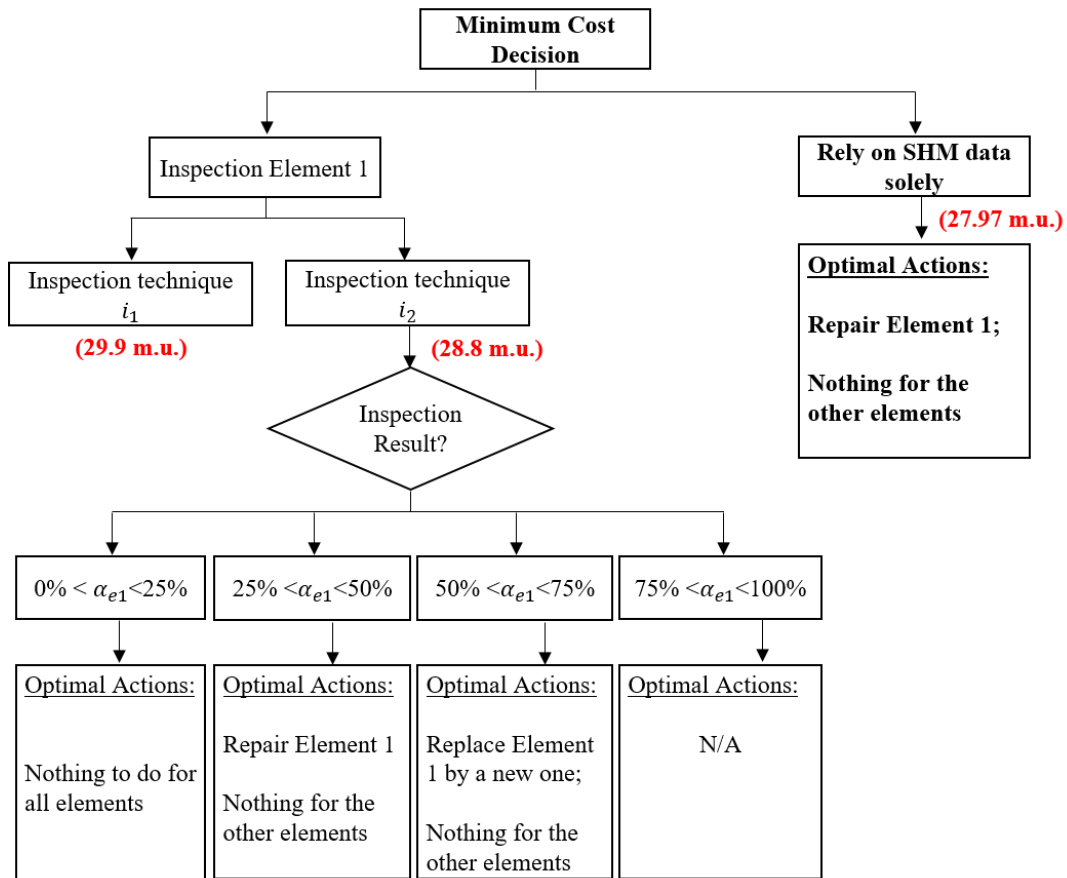 Minimum Cost
Decision
Inspection Element 1
Rely on SHM data
solely
(27.97 m.u.)
Inspection technique
i₁
(29.9 m.u.)
Inspection technique
i₂
(28.8 m.u.)
Optimal Actions:
Repair Element 1;
Nothing for the
other elements
Inspection
Result?
0% < αₑ₁<25%
25% <αₑ₁<50%
50% <αₑ₁<75%
75% <αₑ₁<100%
Optimal Actions:
Nothing to do for
all elements
Optimal Actions:
Repair Element 1
Nothing for the
other elements
Optimal Actions:
Replace Element
1 by a new one;
Nothing for the
other elements
Optimal Actions:
N/A